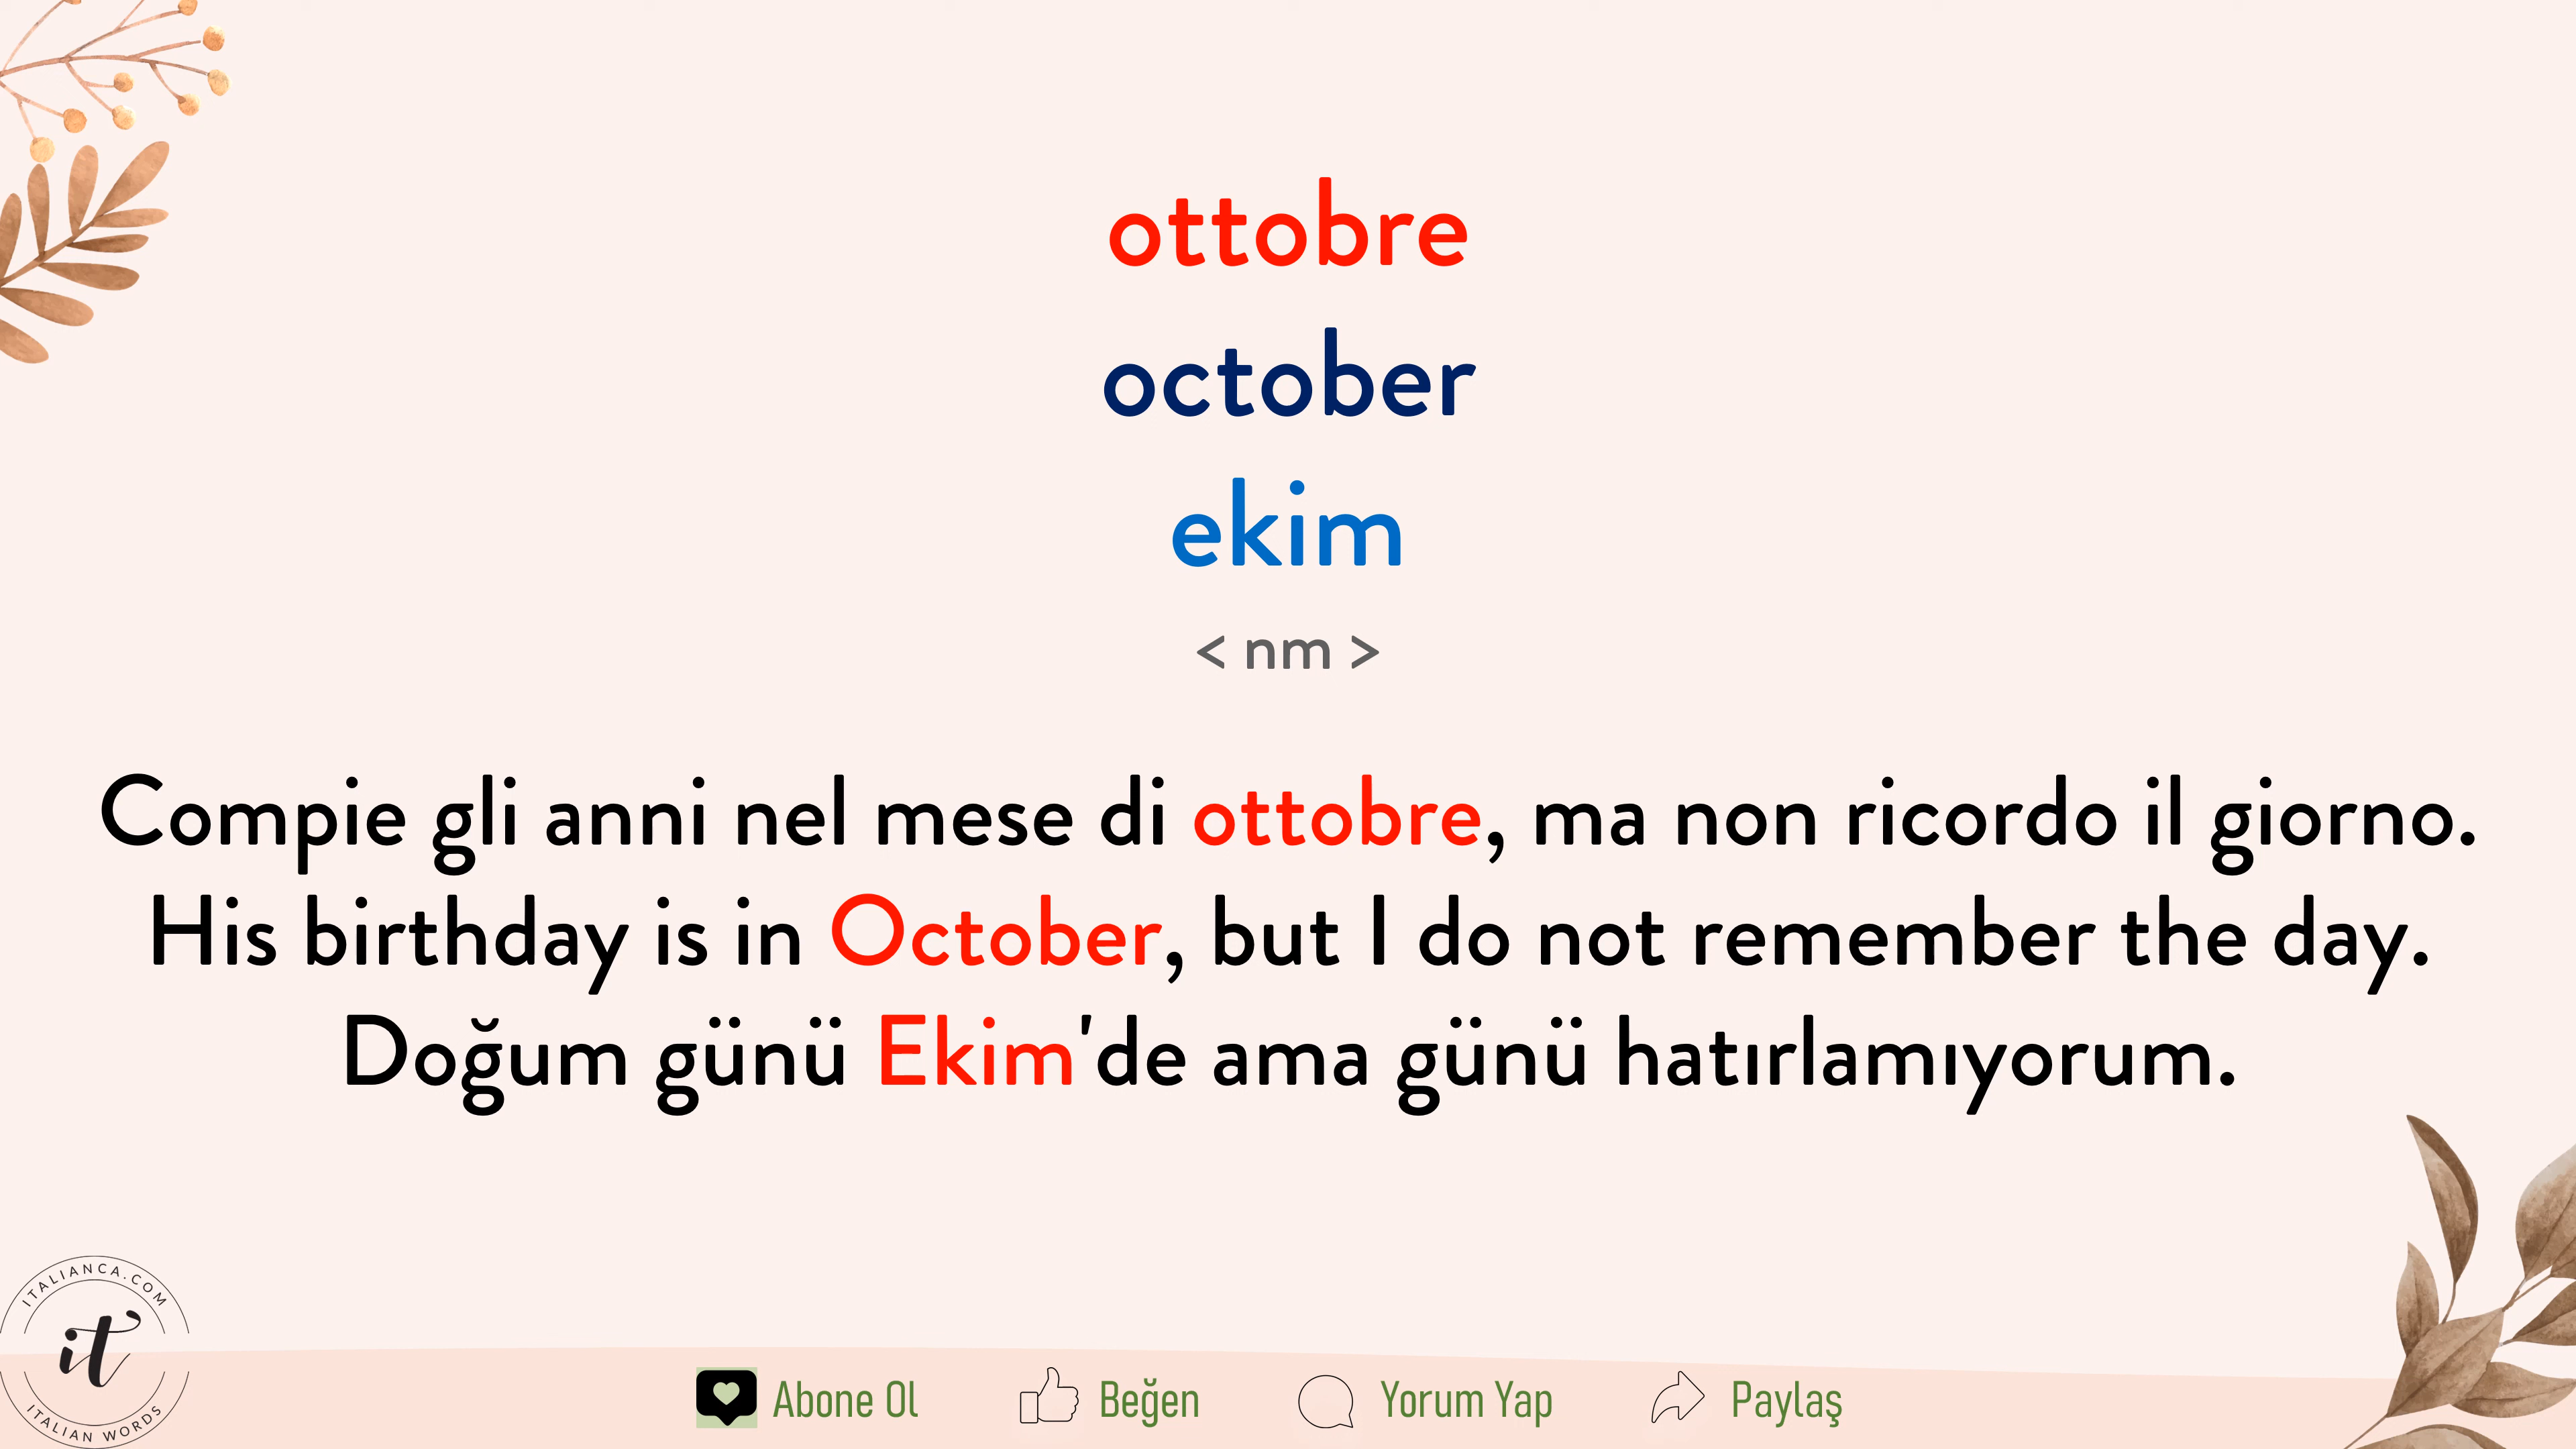 ottobre
october
ekim
< nm >
Compie gli anni nel mese di ottobre, ma non ricordo il giorno.
His birthday is in October, but I do not remember the day.
Doğum günü Ekim'de ama günü hatırlamıyorum.
ITALIANCA.COM
it
ITALIAN WORDS
Abone Ol Beğen Yorum Yap Paylaş